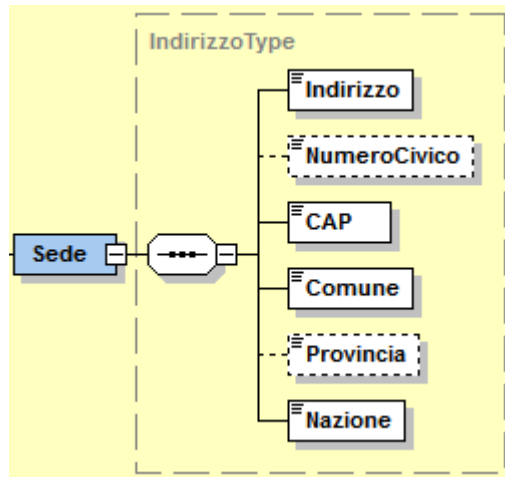 IndirizzoType
Indirizzo
NumeroCivico
CAP
Sede
Comune
Provincia
Nazione